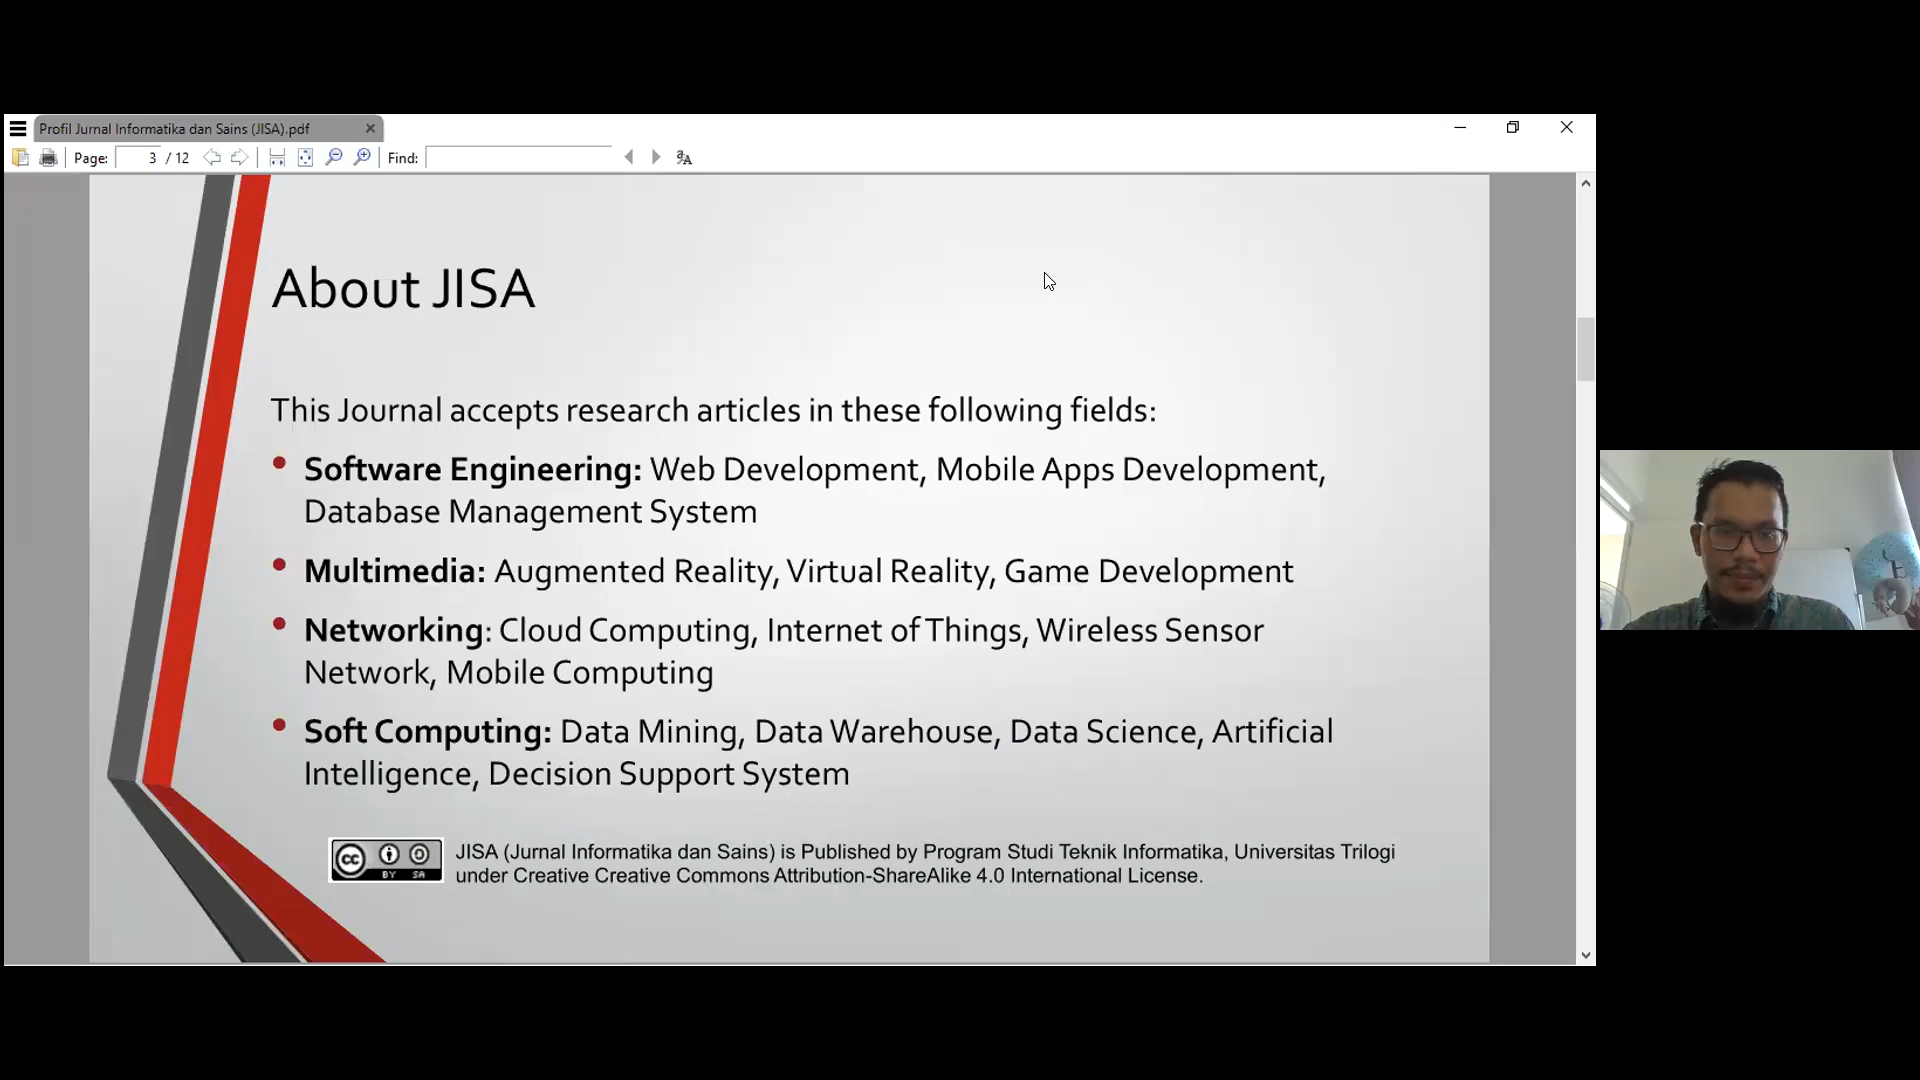 Profil Jurnal Informatika dan Sains (JISA).pdf
Page: 3 / 12 Find:
About JISA
This Journal accepts research articles in these following fields:
• Software Engineering: Web Development, Mobile Apps Development,
Database Management System
• Multimedia: Augmented Reality, Virtual Reality, Game Development
• Networking: Cloud Computing, Internet of Things, Wireless Sensor
Network, Mobile Computing
• Soft Computing: Data Mining, Data Warehouse, Data Science, Artificial
Intelligence, Decision Support System
cc BY SA
JISA (Jurnal Informatika dan Sains) is Published by Program Studi Teknik Informatika, Universitas Trilogi
under Creative Creative Commons Attribution-ShareAlike 4.0 International License.